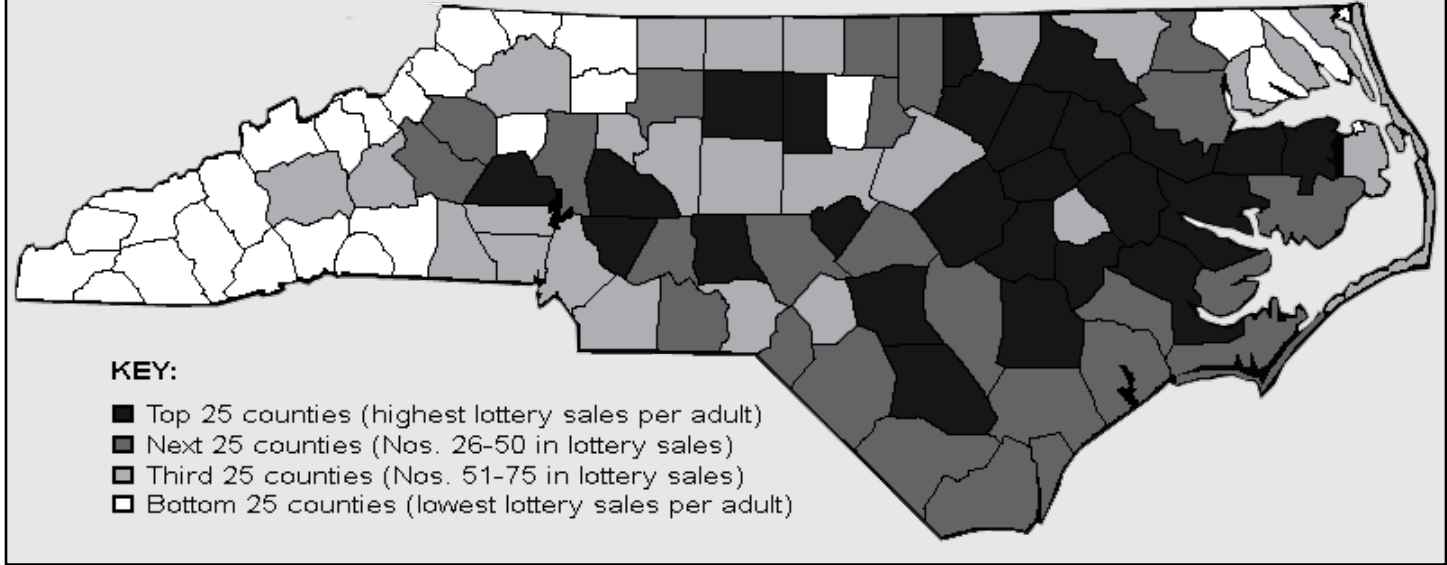 KEY:
Top 25 counties (highest lottery sales per adult)
Next 25 counties (Nos. 26-50 in lottery sales)
Third 25 counties (Nos. 51-75 in lottery sales)
Bottom 25 counties (lowest lottery sales per adult)